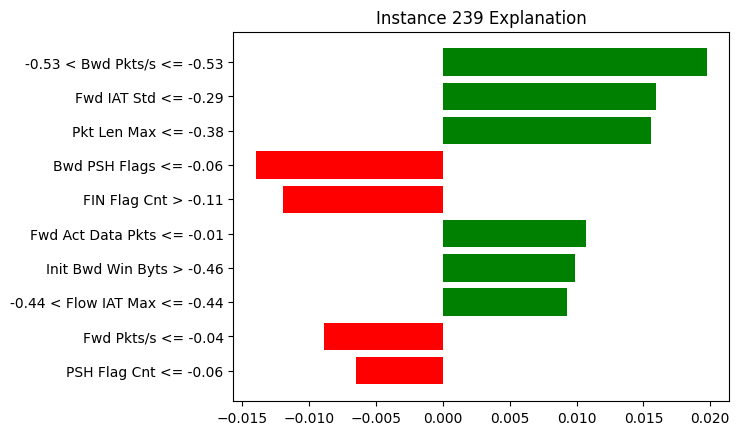 Instance 239 Explanation
-0.53 < Bwd Pkts/s <= -0.53
Fwd IAT Std <= -0.29
Pkt Len Max <= -0.38
Bwd PSH Flags <= -0.06
FIN Flag Cnt > -0.11
Fwd Act Data Pkts <= -0.01
Init Bwd Win Byts > -0.46
-0.44 < Flow IAT Max <= -0.44
Fwd Pkts/s <= -0.04
PSH Flag Cnt <= -0.06
−0.015 −0.010 −0.005 0.000 0.005 0.010 0.015 0.020